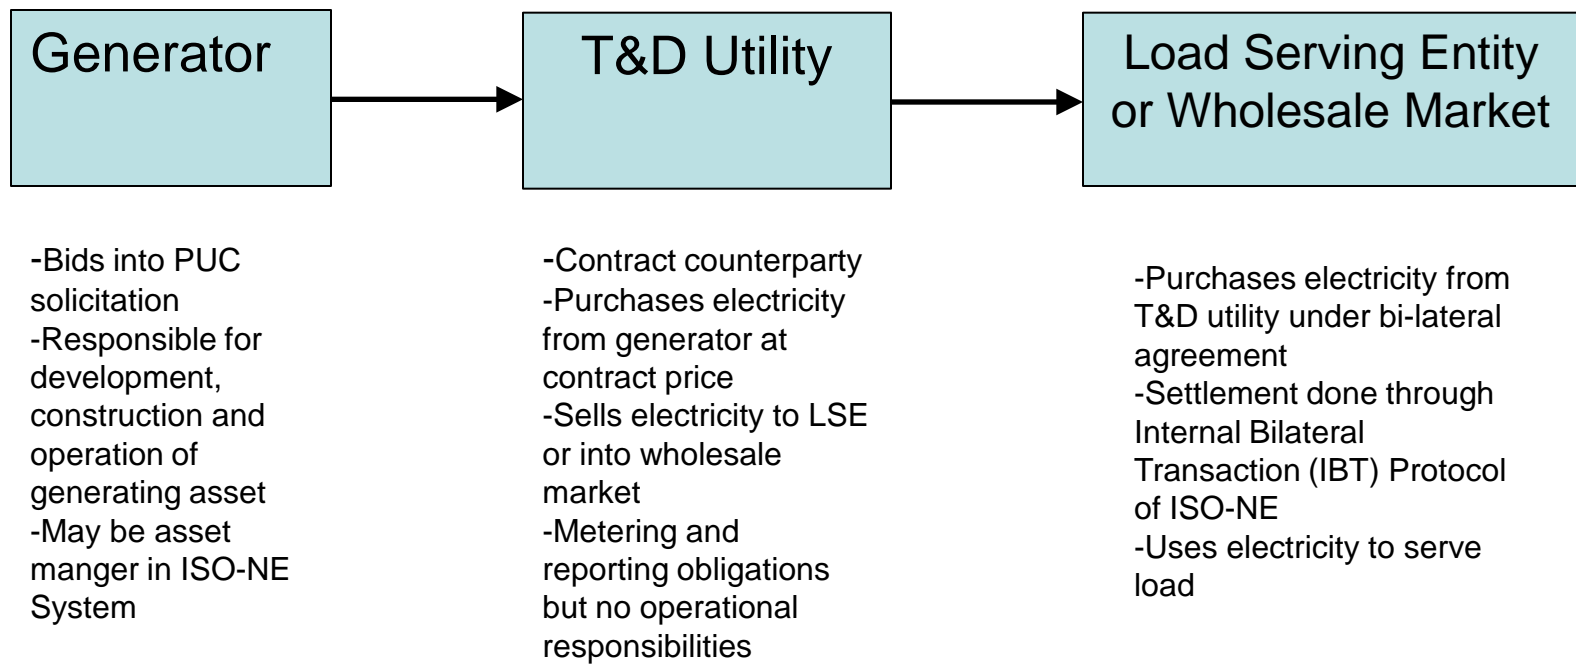 Generator
T&D Utility
Load Serving Entity
or Wholesale Market
-Bids into PUC
solicitation
-Responsible for
development,
construction and
operation of
generating asset
-May be asset
manger in ISO-NE
System
-Contract counterparty
-Purchases electricity
from generator at
contract price
-Sells electricity to LSE
or into wholesale
market
-Metering and
reporting obligations
but no operational
responsibilities
-Purchases electricity from
T&D utility under bi-lateral
agreement
-Settlement done through
Internal Bilateral
Transaction (IBT) Protocol
of ISO-NE
-Uses electricity to serve
load